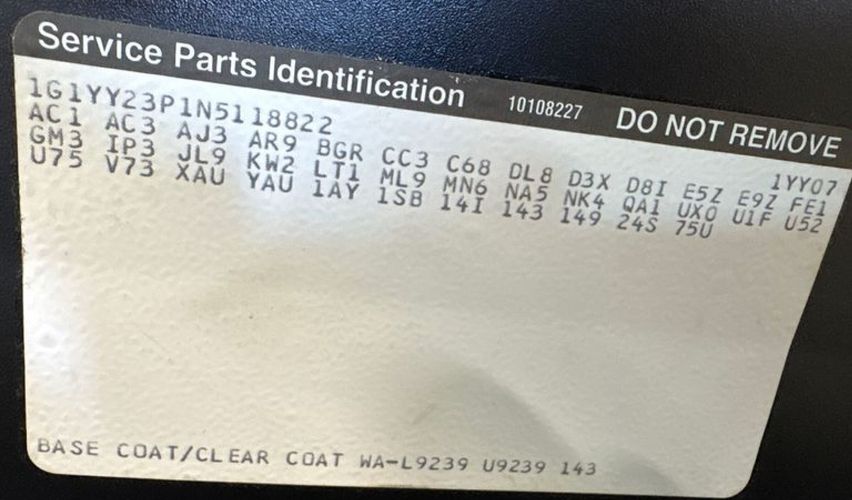 Service Parts Identification 10108227 DO NOT REMOVE
1G1YY23P1N5118822 1YY07
AC1 AC3 AJ3 AR9 BGR CC3 C68 DL8 D3X D8I E5Z E9Z FE1
GM3 IP3 JL9 KW2 LT1 ML9 MN6 NA5 NK4 QA1 UX0 U1F U52
U75 V73 XAU YAU 1AY 1SB 14I 143 149 24S 75U
BASE COAT/CLEAR COAT WA-L9239 U9239 143